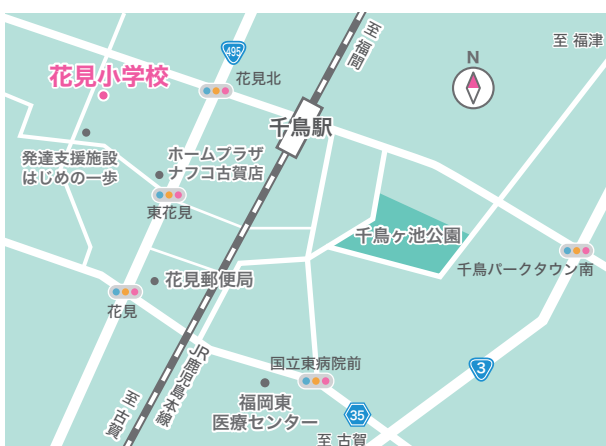 至 福津
至 福間
495
N
花見北
花見小学校
千鳥駅
発達支援施設
はじめの一歩
ホームプラザ
ナフコ古賀店
東花見
千鳥ヶ池公園
千鳥パークタウン南
花見郵便局
花見
JR鹿児島本線
国立東病院前
3
福岡東
医療センター
35
至 古賀
至 古賀